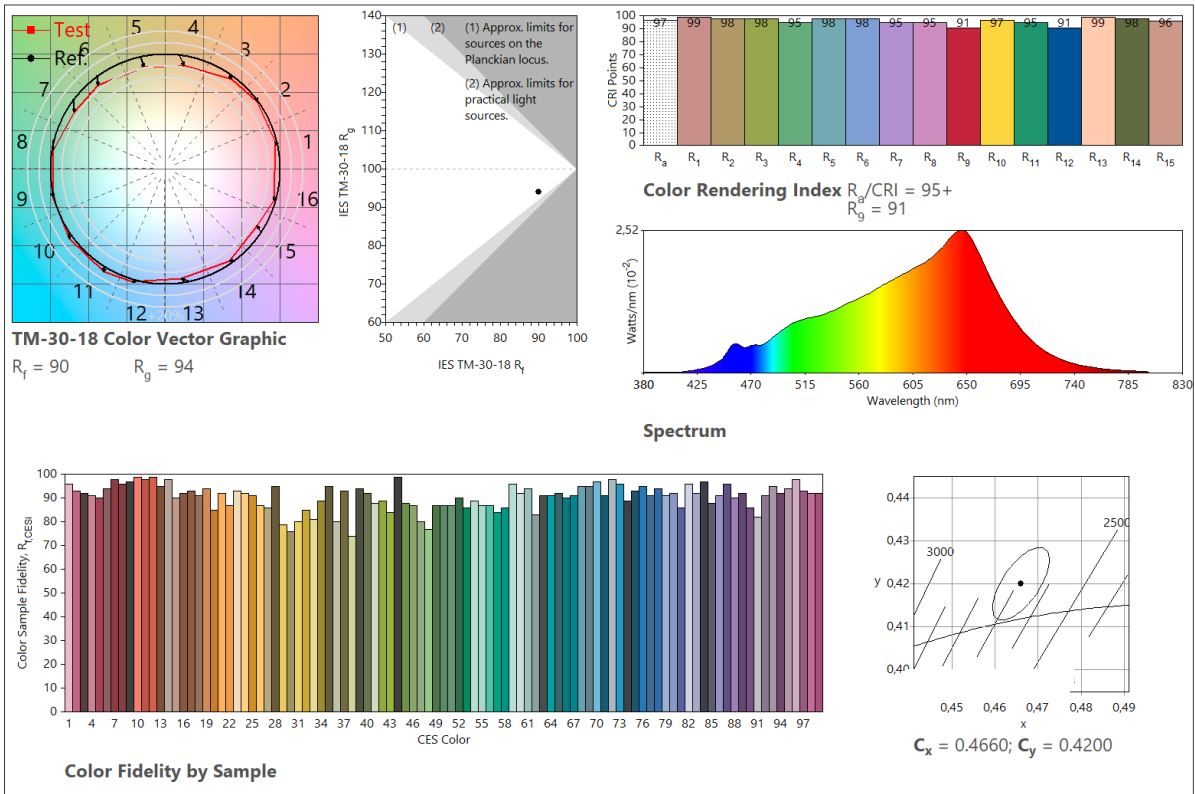 Test
Ref.
5 4
6 3
7 2
8 1
9 16
10 15
11 14
12 13
+20%
TM-30-18 Color Vector Graphic
Rf = 90 Rg = 94
140
130
120
110
100
90
80
70
60
50 60 70 80 90 100
IES TM-30-18 Rg
IES TM-30-18 Rf
(1) (2) (1) Approx. limits for
sources on the
Planckian locus.
(2) Approx. limits for
practical light
sources.
100
90
80
70
60
50
40
30
20
10
0
CRI Points
97 99 98 98 95 98 98 95 95 91 97 95 91 99 98 96
Ra R1 R2 R3 R4 R5 R6 R7 R8 R9 R10 R11 R12 R13 R14 R15
Color Rendering Index Ra/CRI = 95+
R9 = 91
2,52
Watts/nm (10⁻²)
380 425 470 515 560 605 650 695 740 785 830
Wavelength (nm)
Spectrum
100
90
80
70
60
50
40
30
20
10
0
Color Sample Fidelity, Rf,CESi
1 4 7 10 13 16 19 22 25 28 31 34 37 40 43 46 49 52 55 58 61 64 67 70 73 76 79 82 85 88 91 94 97
CES Color
Color Fidelity by Sample
0,44
0,43
y 0,42
0,41
0,40
3000
2500
0,45 0,46 0,47 0,48 0,49
x
Cx = 0.4660; Cy = 0.4200